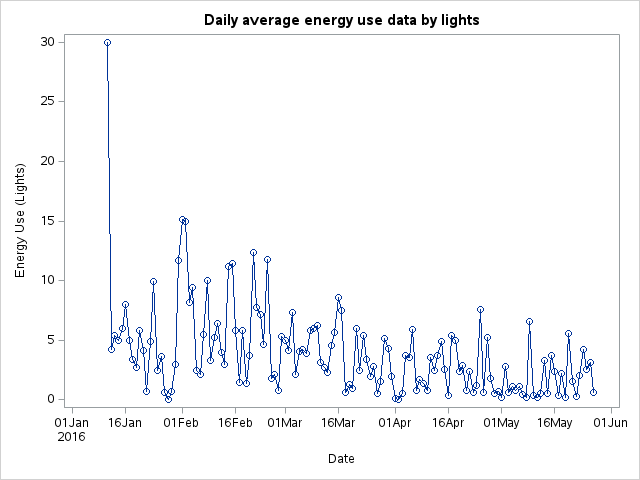 Daily average energy use data by lights
30
25
20
15
10
5
0
Energy Use (Lights)
01Jan 16Jan 01Feb 16Feb 01Mar 16Mar 01Apr 16Apr 01May 16May 01Jun
2016
Date